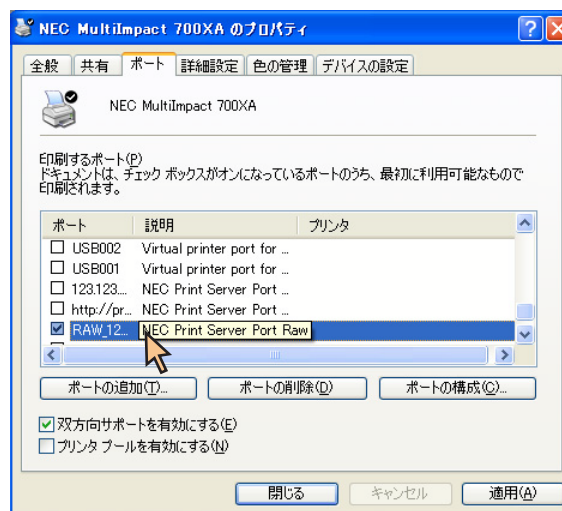 NEC MultiImpact 700XA のプロパティ
全般 共有 ポート 詳細設定 色の管理 デバイスの設定
NEC MultiImpact 700XA
印刷するポート(P)
ドキュメントは、チェック ボックスがオンになっているポートのうち、最初に利用可能なもので
印刷されます。
ポート 説明 プリンタ
USB002 Virtual printer port for ...
USB001 Virtual printer port for ...
123.123... NEC Print Server Port ...
http://pr... NEC Print Server Port ...
RAW_12... NEC Print Server Port Raw
ポートの追加(T)... ポートの削除(D) ポートの構成(C)...
双方向サポートを有効にする(E)
プリンタ プールを有効にする(N)
閉じる キャンセル 適用(A)